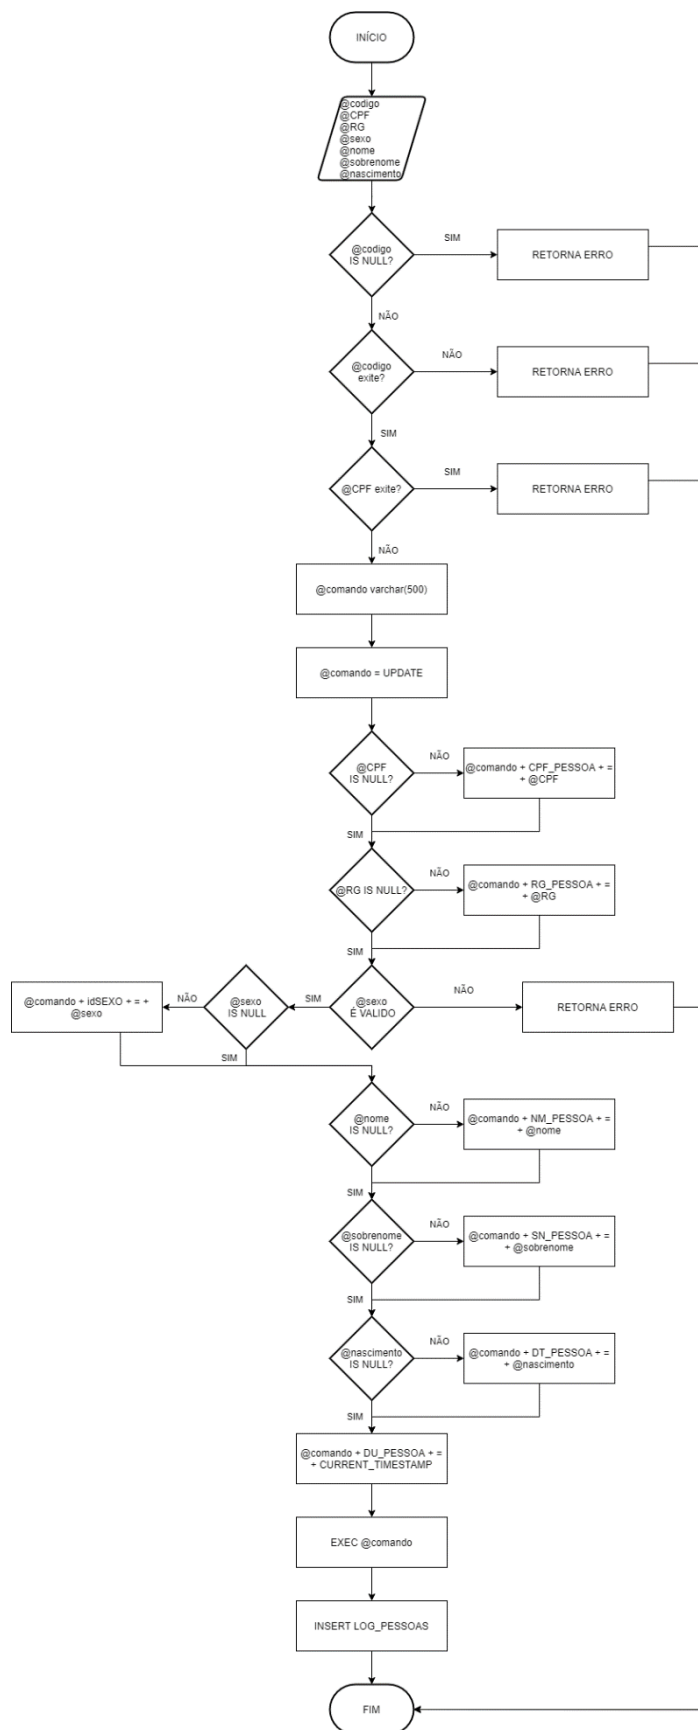 INÍCIO
@codigo
@CPF
@RG
@sexo
@nome
@sobrenome
@nascimento
@codigo
IS NULL?
SIM
RETORNA ERRO
NÃO
@codigo
exite?
NÃO
RETORNA ERRO
SIM
@CPF exite?
SIM
RETORNA ERRO
NÃO
@comando varchar(500)
@comando = UPDATE
@CPF
IS NULL?
NÃO
@comando + CPF_PESSOA + =
+ @CPF
SIM
@RG IS NULL?
NÃO
@comando + RG_PESSOA + =
+ @RG
SIM
@sexo
É VALIDO
NÃO
RETORNA ERRO
SIM
@sexo
IS NULL
NÃO
@comando + idSEXO + = +
@sexo
SIM
@nome
IS NULL?
NÃO
@comando + NM_PESSOA + =
+ @nome
SIM
@sobrenome
IS NULL?
NÃO
@comando + SN_PESSOA + =
+ @sobrenome
SIM
@nascimento
IS NULL?
NÃO
@comando + DT_PESSOA + =
+ @nascimento
SIM
@comando + DU_PESSOA + =
+ CURRENT_TIMESTAMP
EXEC @comando
INSERT LOG_PESSOAS
FIM